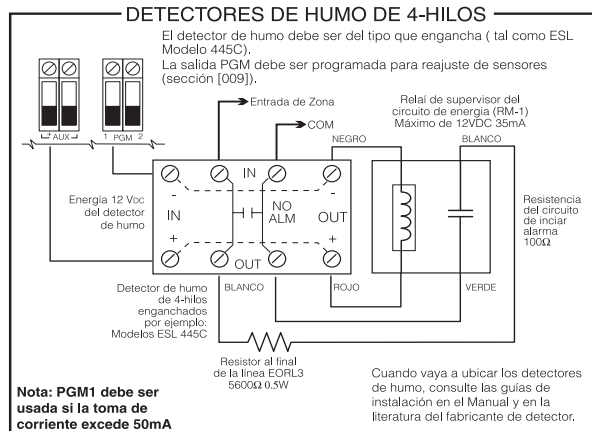 DETECTORES DE HUMO DE 4-HILOS
El detector de humo debe ser del tipo que engancha ( tal como ESL
Modelo 445C).
La salida PGM debe ser programada para reajuste de sensores
(sección [009]).
+ AUX -
1 PGM 2
Entrada de Zona
COM
Relaí de supervisor del
circuito de energia (RM-1)
Máximo de 12VDC 35mA
NEGRO
BLANCO
IN
Energía 12 VDC
del detector
de humo
-
IN
+
NO
ALM
-
OUT
+
OUT
Resistencia
del circuito
de inciar
alarma
100Ω
Detector de humo
de 4-hilos
enganchados
por ejemplo:
Modelos ESL 445C
BLANCO
ROJO
VERDE
Resistor al final
de la línea EORL3
5600Ω 0.5W
Nota: PGM1 debe ser
usada si la toma de
corriente excede 50mA
Cuando vaya a ubicar los detectores
de humo, consulte las guías de
instalación en el Manual y en la
literatura del fabricante de detector.